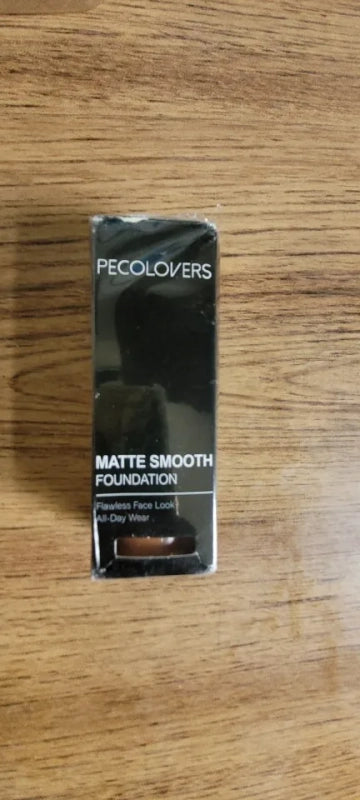 PECOLOVERS
MATTE SMOOTH
FOUNDATION
Flawless Face Look
All-Day Wear